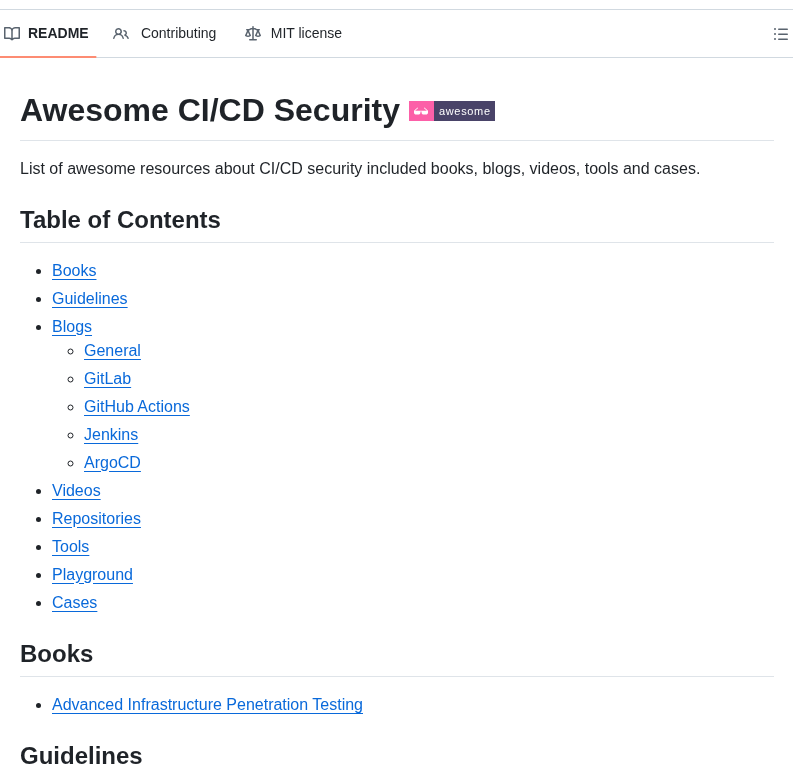 README Contributing MIT license
Awesome CI/CD Security awesome
List of awesome resources about CI/CD security included books, blogs, videos, tools and cases.
Table of Contents
Books
Guidelines
Blogs
General
GitLab
GitHub Actions
Jenkins
ArgoCD
Videos
Repositories
Tools
Playground
Cases
Books
Advanced Infrastructure Penetration Testing
Guidelines